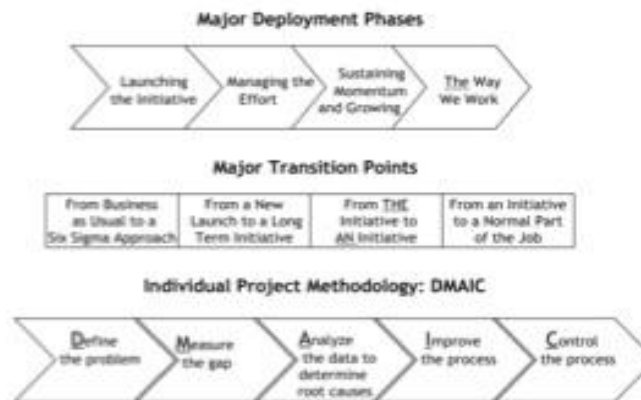 Major Deployment Phases
Launching
the Initiative
Managing the
Effort
Sustaining
Momentum
and Growing
The Way
We Work
Major Transition Points
From Business
as Usual to a
Six Sigma Approach
From a New
Launch to a Long
Term Initiative
From THE
Initiative to
AN Initiative
From an Initiative
to a Normal Part
of the Job
Individual Project Methodology: DMAIC
Define
the problem
Measure
the gap
Analyze
the data to
determine
root causes
Improve
the process
Control
the process